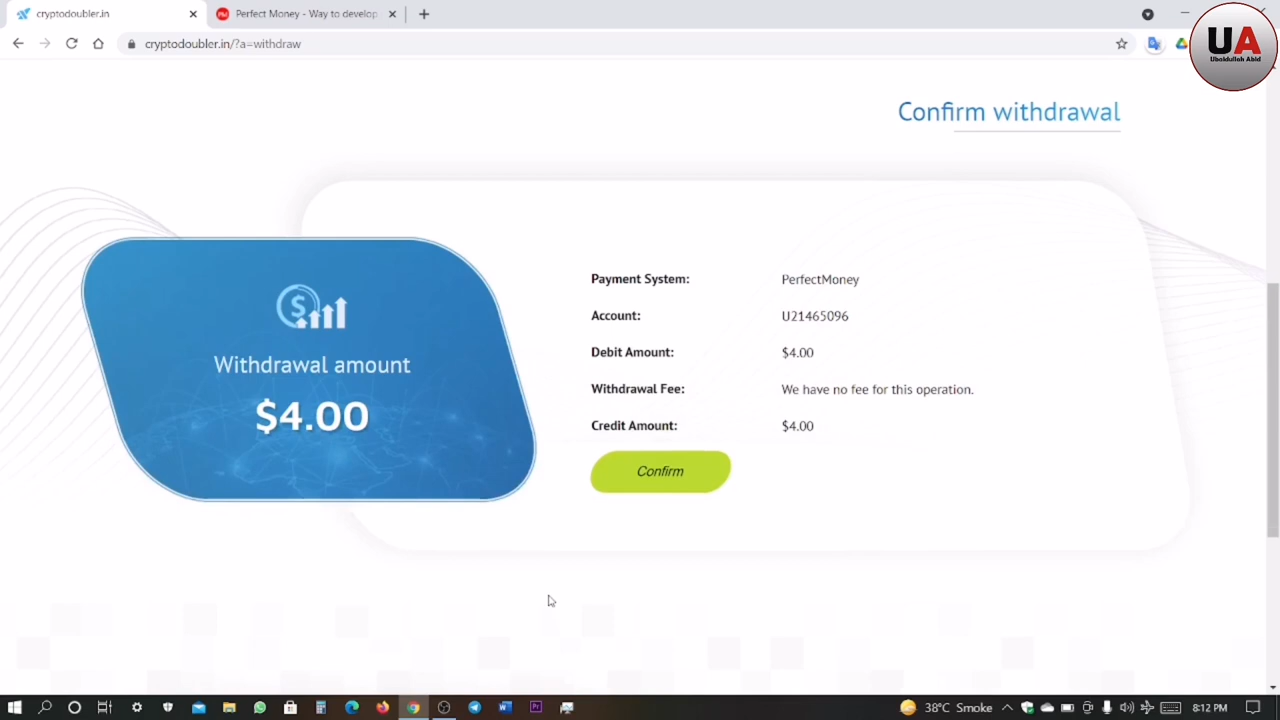 cryptodoubler.in
Perfect Money - Way to develop
cryptodoubler.in/?a=withdraw
UA
Ubaidullah Abid
Confirm withdrawal
Withdrawal amount
$4.00
Payment System: PerfectMoney
Account: U21465096
Debit Amount: $4.00
Withdrawal Fee: We have no fee for this operation.
Credit Amount: $4.00
Confirm
38°C Smoke
8:12 PM